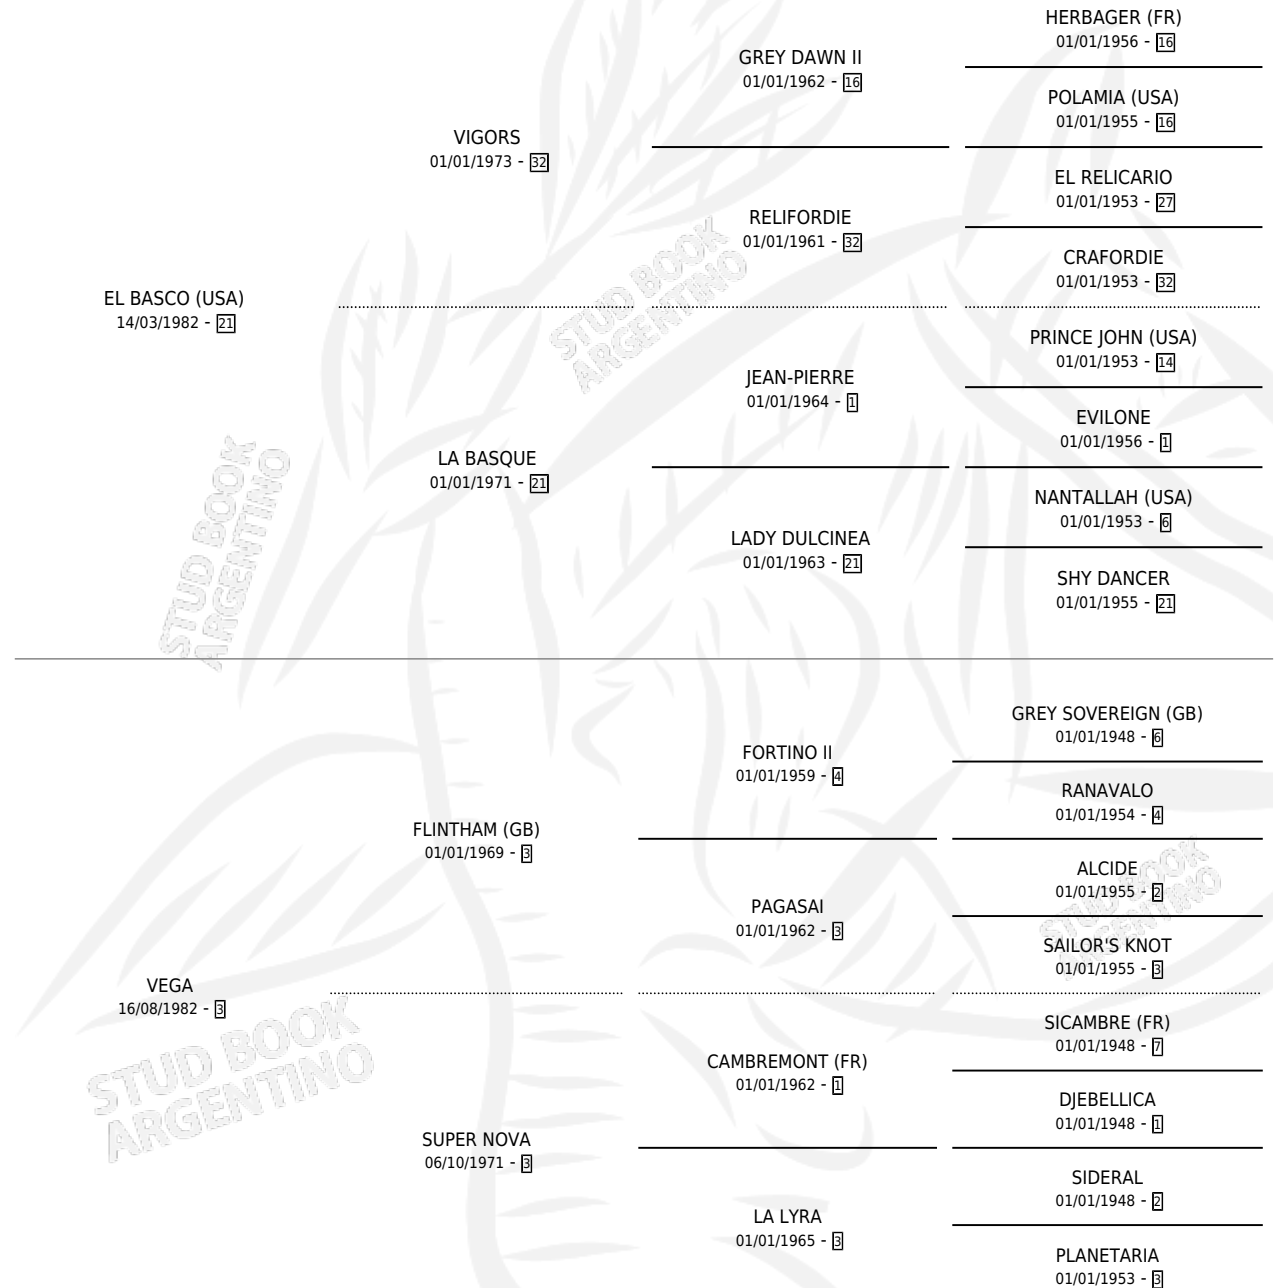 HERBAGER (FR)
01/01/1956 - 16
GREY DAWN II
01/01/1962 - 16
POLAMIA (USA)
01/01/1955 - 16
VIGORS
01/01/1973 - 32
EL RELICARIO
01/01/1953 - 27
RELIFORDIE
01/01/1961 - 32
CRAFORDIE
01/01/1953 - 32
EL BASCO (USA)
14/03/1982 - 21
STUD BOOK
ARGENTINO
PRINCE JOHN (USA)
01/01/1953 - 14
JEAN-PIERRE
01/01/1964 - 1
EVILONE
01/01/1956 - 1
LA BASQUE
01/01/1971 - 21
NANTALLAH (USA)
01/01/1953 - 6
LADY DULCINEA
01/01/1963 - 21
SHY DANCER
01/01/1955 - 21
STUD BOOK
ARGENTINO
GREY SOVEREIGN (GB)
01/01/1948 - 6
FORTINO II
01/01/1959 - 4
RANAVALO
01/01/1954 - 4
FLINTHAM (GB)
01/01/1969 - 3
ALCIDE
01/01/1955 - 2
STUD BOOK
ARGENTINO
PAGASAI
01/01/1962 - 3
SAILOR'S KNOT
01/01/1955 - 3
VEGA
16/08/1982 - 3
STUD BOOK
ARGENTINO
SICAMBRE (FR)
01/01/1948 - 7
CAMBREMONT (FR)
01/01/1962 - 1
DJEBELLICA
01/01/1948 - 1
SUPER NOVA
06/10/1971 - 3
SIDERAL
01/01/1948 - 2
LA LYRA
01/01/1965 - 3
PLANETARIA
01/01/1953 - 3